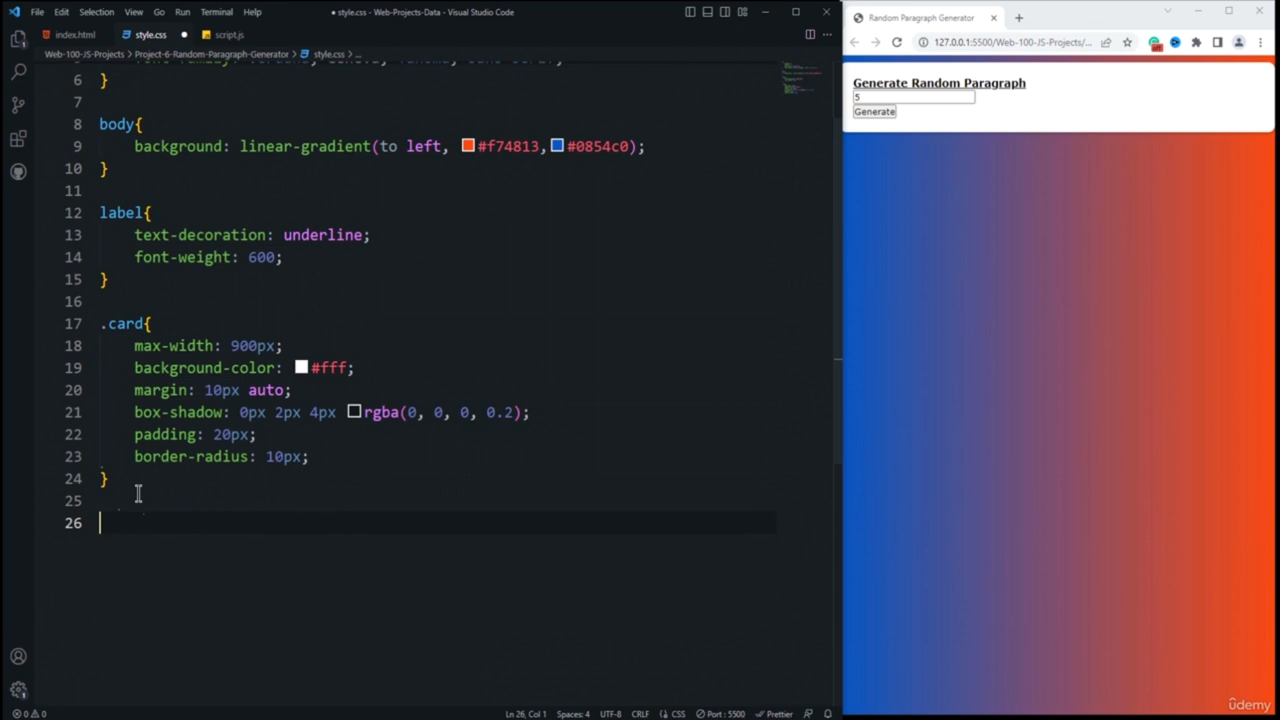 File Edit Selection View Go Run Terminal Help
● style.css - Web-Projects-Data - Visual Studio Code
index.html
style.css ●
script.js
Web-100-JS-Projects > Project-6-Random-Paragraph-Generator > style.css > ...
6 }
7
8 body{
9 background: linear-gradient(to left, #f74813,#0854c0);
10 }
11
12 label{
13 text-decoration: underline;
14 font-weight: 600;
15 }
16
17 .card{
18 max-width: 900px;
19 background-color: #fff;
20 margin: 10px auto;
21 box-shadow: 0px 2px 4px rgba(0, 0, 0, 0.2);
22 padding: 20px;
23 border-radius: 10px;
24 }
25
26
0 0
Ln 26, Col 1 Spaces: 4 UTF-8 CRLF CSS Port : 5500 Prettier
Random Paragraph Generator
127.0.0.1:5500/Web-100-JS-Projects/...
Generate Random Paragraph
5
Generate
ûdemy